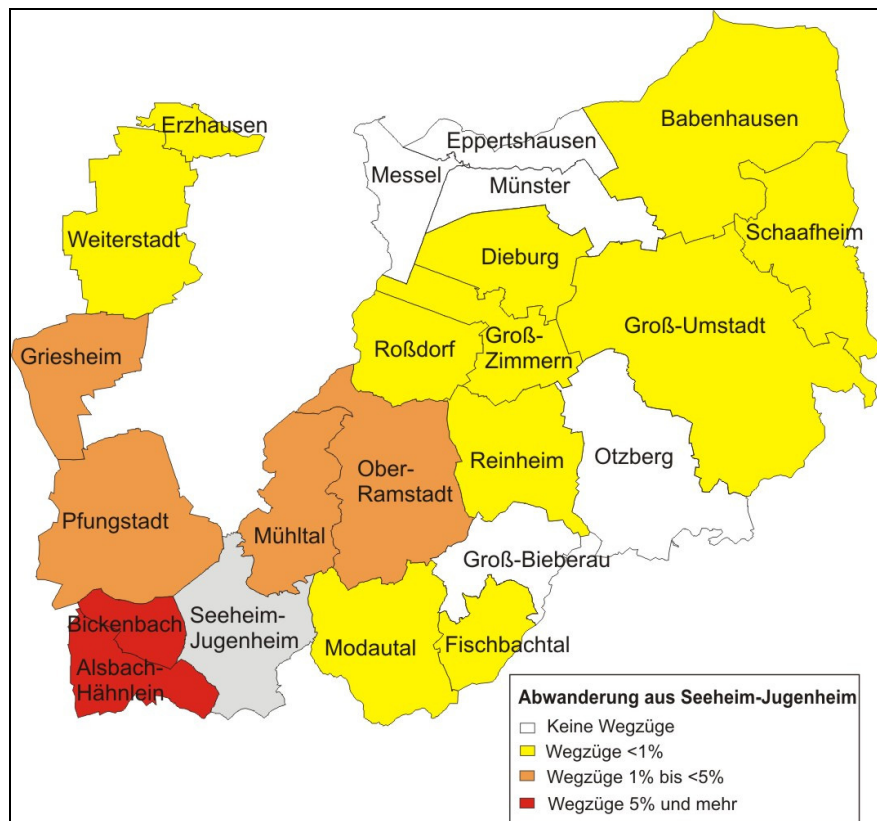 Erzhausen
Babenhausen
Eppertshausen
Messel
Münster
Schaafheim
Weiterstadt
Dieburg
Groß-Umstadt
Griesheim
Roßdorf
Groß-
Zimmern
Ober-
Ramstadt
Reinheim
Otzberg
Pfungstadt
Mühltal
Groß-Bieberau
Bickenbach
Seeheim-
Jugenheim
Modautal
Fischbachtal
Alsbach-
Hähnlein
Abwanderung aus Seeheim-Jugenheim
Keine Wegzüge
Wegzüge <1%
Wegzüge 1% bis <5%
Wegzüge 5% und mehr